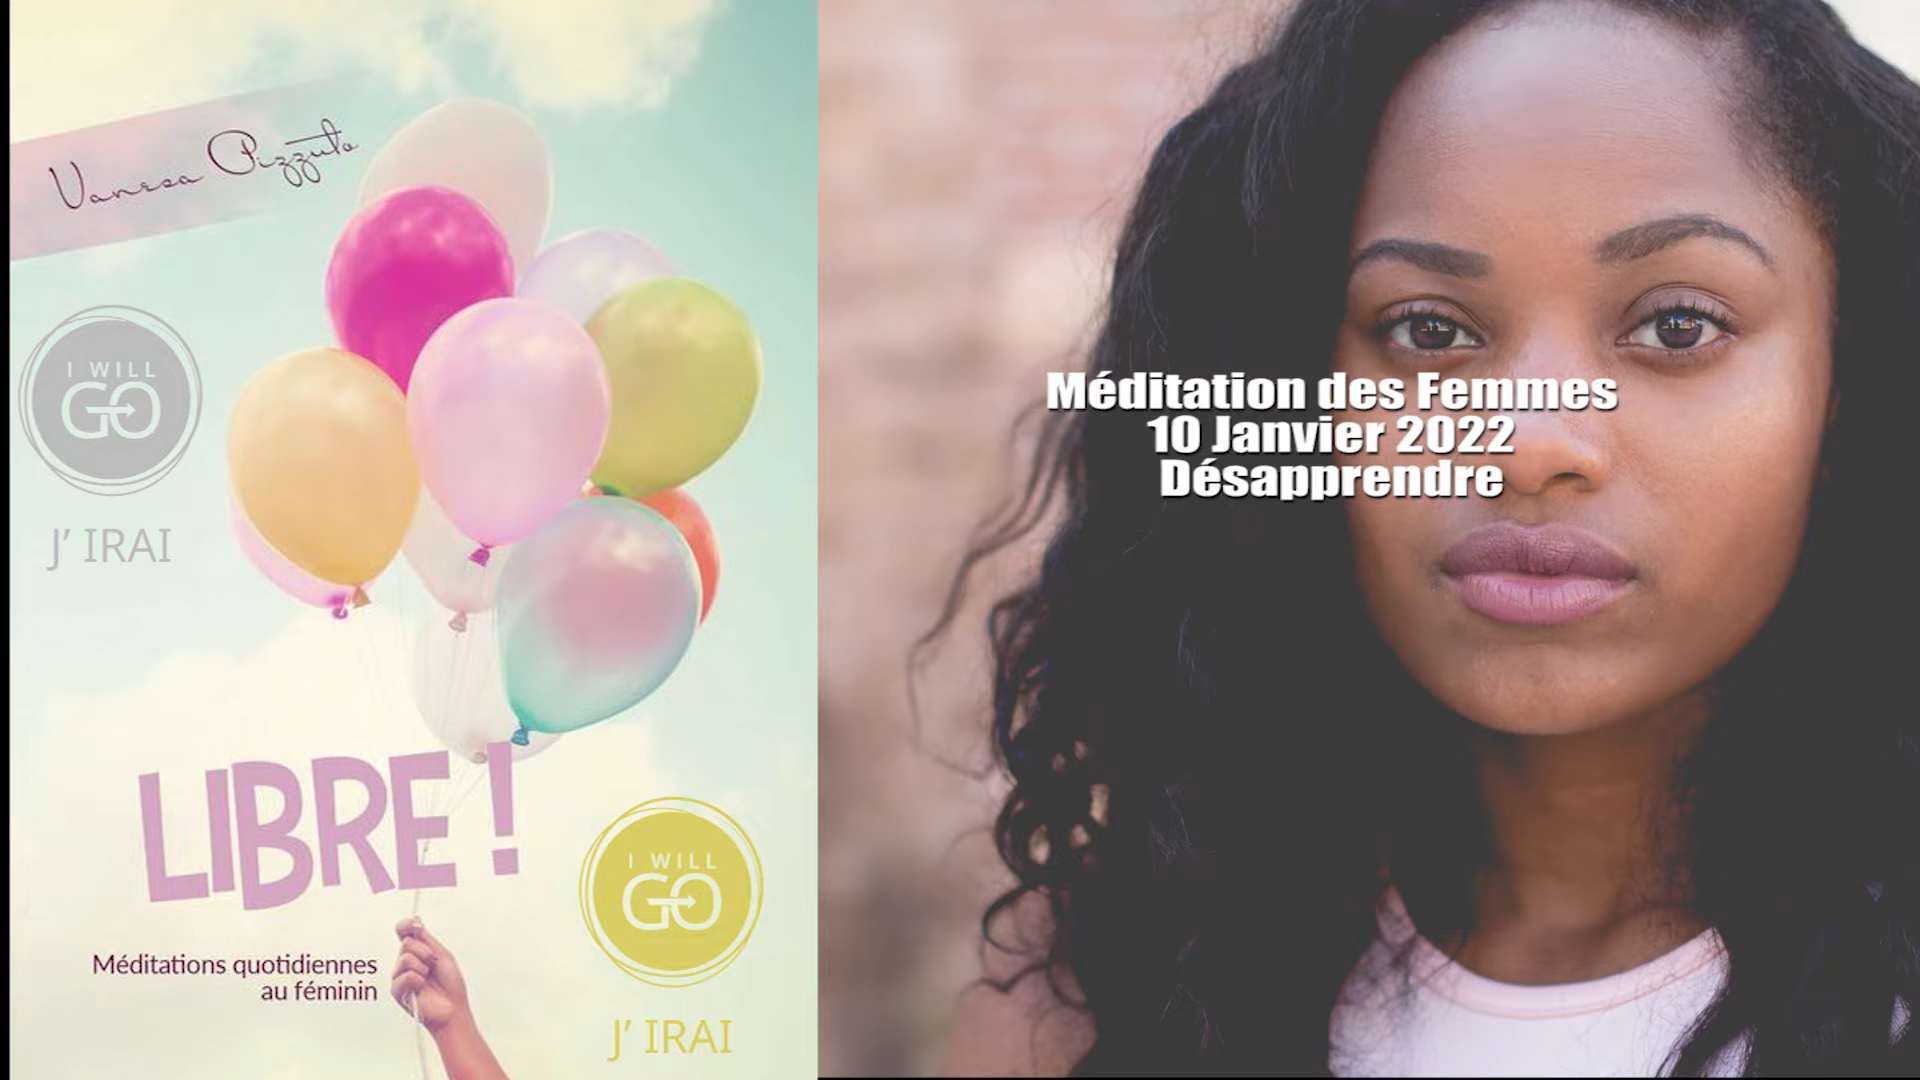 Vanesa Pizzuto
I WILL
GO
J' IRAI
LIBRE !
I WILL
GO
Méditations quotidiennes
au féminin
J' IRAI
Méditation des Femmes
10 Janvier 2022
Désapprendre